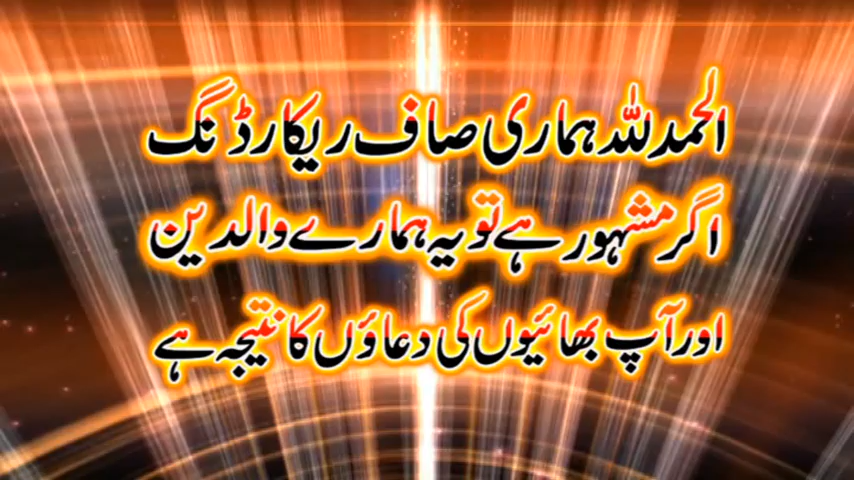 الحمدللہ ہماری صاف ریکارڈنگ
اگر مشہور ہے تو یہ ہمارے والدین
اور آپ بھائیوں کی دعاؤں کا نتیجہ ہے